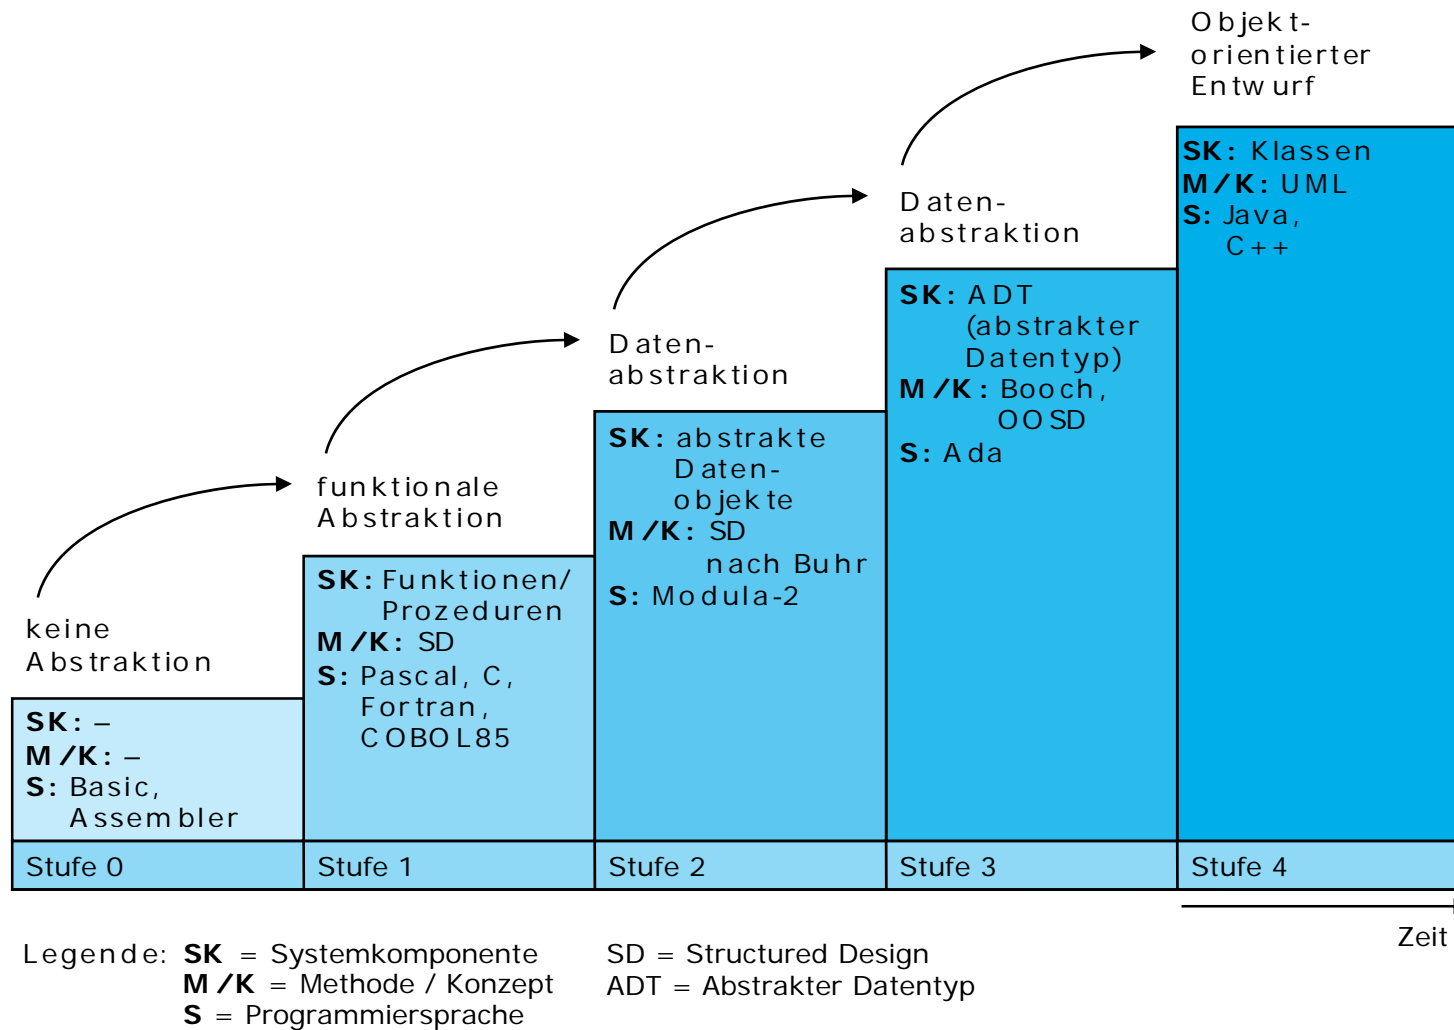 keine
Abstraktion
SK: –
M/K: –
S: Basic,
Assembler
Stufe 0
funktionale
Abstraktion
SK: Funktionen/
Prozeduren
M/K: SD
S: Pascal, C,
Fortran,
COBOL85
Stufe 1
Daten-
abstraktion
SK: abstrakte
Daten-
objekte
M/K: SD
nach Buhr
S: Modula-2
Stufe 2
Daten-
abstraktion
SK: ADT
(abstrakter
Datentyp)
M/K: Booch,
OOSD
S: Ada
Stufe 3
Objekt-
orientierter
Entwurf
SK: Klassen
M/K: UML
S: Java,
C++
Stufe 4
Zeit
Legende: SK = Systemkomponente
M/K = Methode / Konzept
S = Programmiersprache
SD = Structured Design
ADT = Abstrakter Datentyp